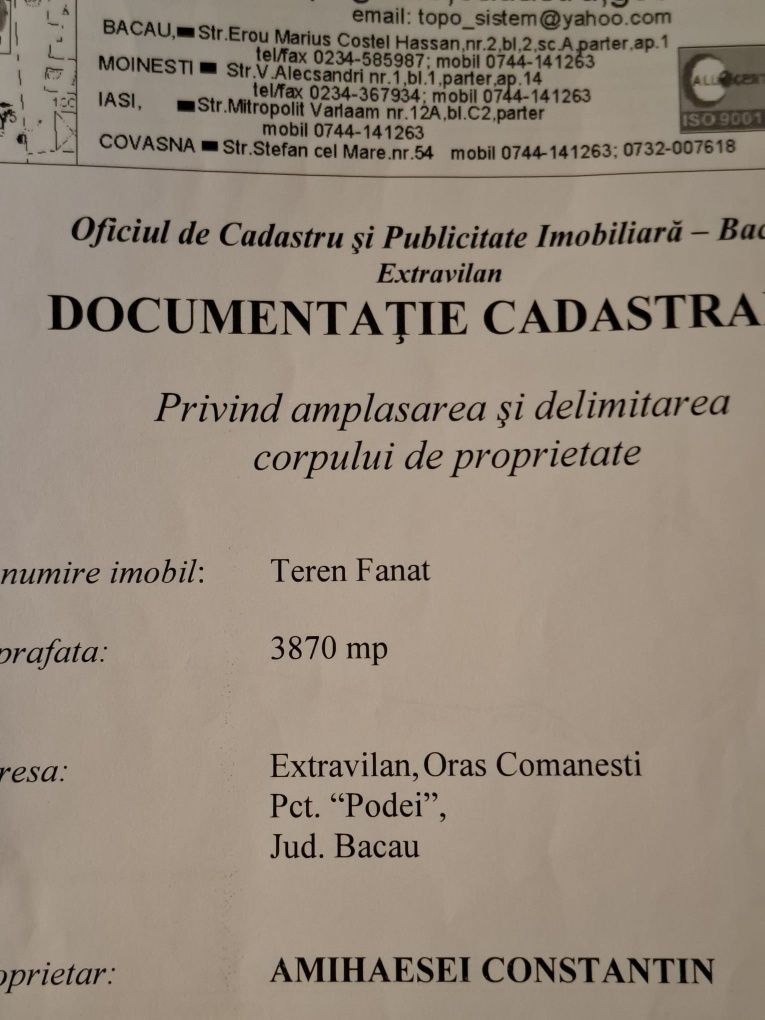 email: topo_sistem@yahoo.com
BACAU, Str.Erou Marius Costel Hassan,nr.2,bl,2,sc.A,parter,ap.1
tel/fax 0234-585987; mobil 0744-141263
MOINESTI Str.V.Alecsandri nr.1,bl.1,parter,ap.14
tel/fax 0234-367934; mobil 0744-141263
IASI, Str.Mitropolit Varlaam nr.12A,bl.C2,parter
mobil 0744-141263
COVASNA Str.Stefan cel Mare.nr.54 mobil 0744-141263; 0732-007618
ALL CERT
ISO 9001
Oficiul de Cadastru şi Publicitate Imobiliară – Bac
Extravilan
DOCUMENTAŢIE CADASTRA
Privind amplasarea şi delimitarea
corpului de proprietate
numire imobil: Teren Fanat
prafata: 3870 mp
resa: Extravilan, Oras Comanesti
Pct. “Podei”,
Jud. Bacau
oprietar: AMIHAESEI CONSTANTIN